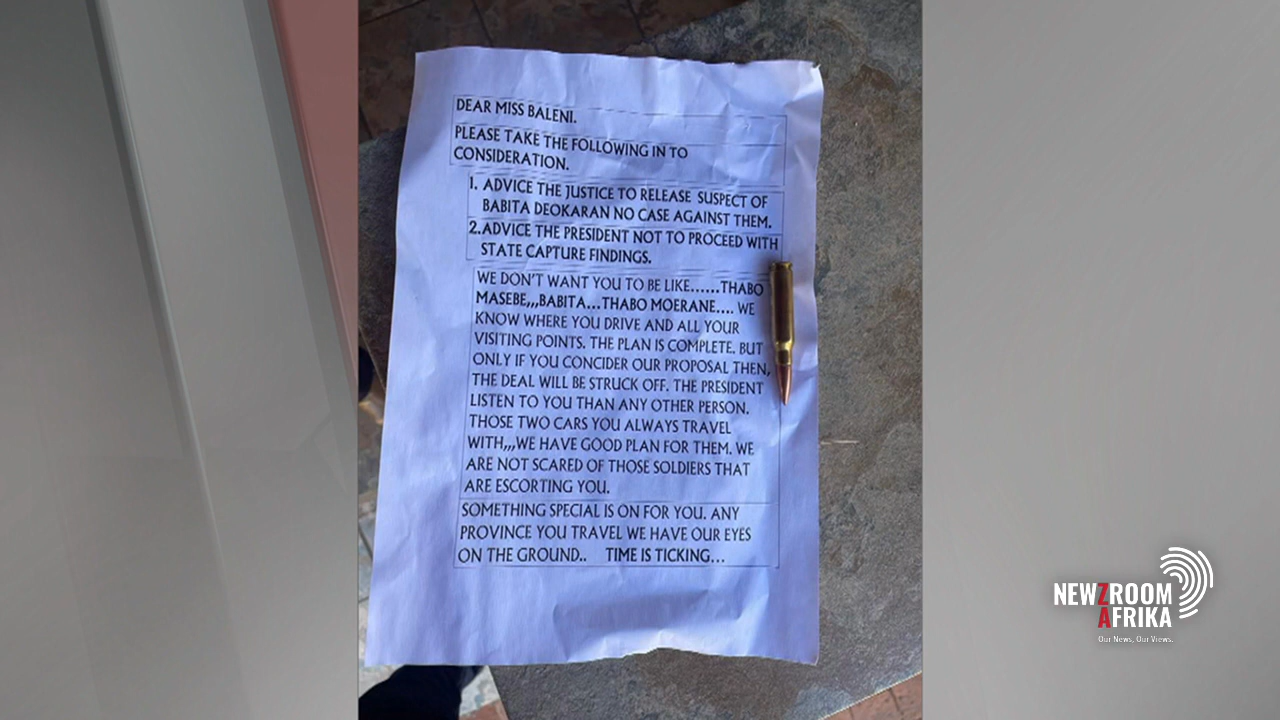 DEAR MISS BALENI.
PLEASE TAKE THE FOLLOWING IN TO
CONSIDERATION.
1. ADVICE THE JUSTICE TO RELEASE SUSPECT OF
BABITA DEOKARAN NO CASE AGAINST THEM.
2.ADVICE THE PRESIDENT NOT TO PROCEED WITH
STATE CAPTURE FINDINGS.
WE DON'T WANT YOU TO BE LIKE......THABO
MASEBE,,,BABITA...THABO MOERANE.... WE
KNOW WHERE YOU DRIVE AND ALL YOUR
VISITING POINTS. THE PLAN IS COMPLETE. BUT
ONLY IF YOU CONCIDER OUR PROPOSAL THEN,
THE DEAL WILL BE STRUCK OFF. THE PRESIDENT
LISTEN TO YOU THAN ANY OTHER PERSON.
THOSE TWO CARS YOU ALWAYS TRAVEL
WITH,,,WE HAVE GOOD PLAN FOR THEM. WE
ARE NOT SCARED OF THOSE SOLDIERS THAT
ARE ESCORTING YOU.
SOMETHING SPECIAL IS ON FOR YOU. ANY
PROVINCE YOU TRAVEL WE HAVE OUR EYES
ON THE GROUND.. TIME IS TICKING...
NEWZROOM
AFRIKA
Our News, Our Views.